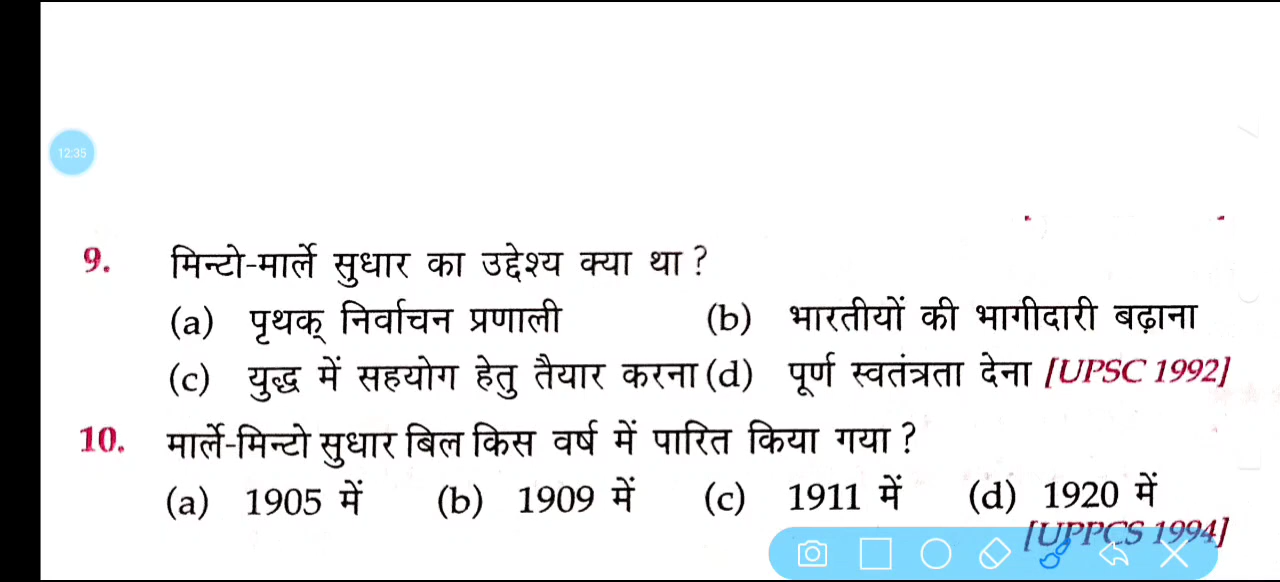 12:35
9. मिन्टो-मार्ले सुधार का उद्देश्य क्या था ?
(a) पृथक् निर्वाचन प्रणाली (b) भारतीयों की भागीदारी बढ़ाना
(c) युद्ध में सहयोग हेतु तैयार करना (d) पूर्ण स्वतंत्रता देना [UPSC 1992]
10. मार्ले-मिन्टो सुधार बिल किस वर्ष में पारित किया गया ?
(a) 1905 में (b) 1909 में (c) 1911 में (d) 1920 में
[UPPCS 1994]